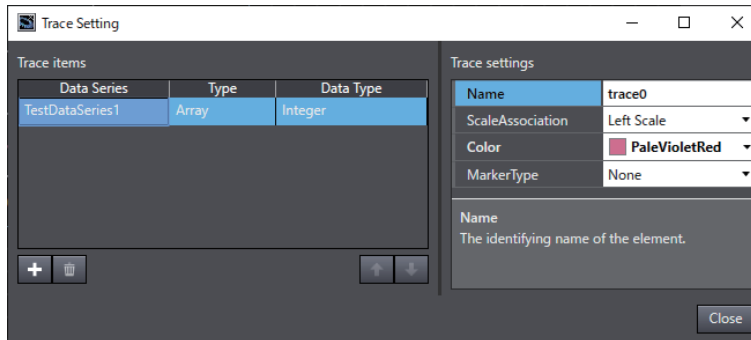 Trace Setting
Trace items
Data Series Type Data Type
TestDataSeries1 Array Integer
Trace settings
Name trace0
ScaleAssociation Left Scale
Color PaleVioletRed
MarkerType None
Name
The identifying name of the element.
Close